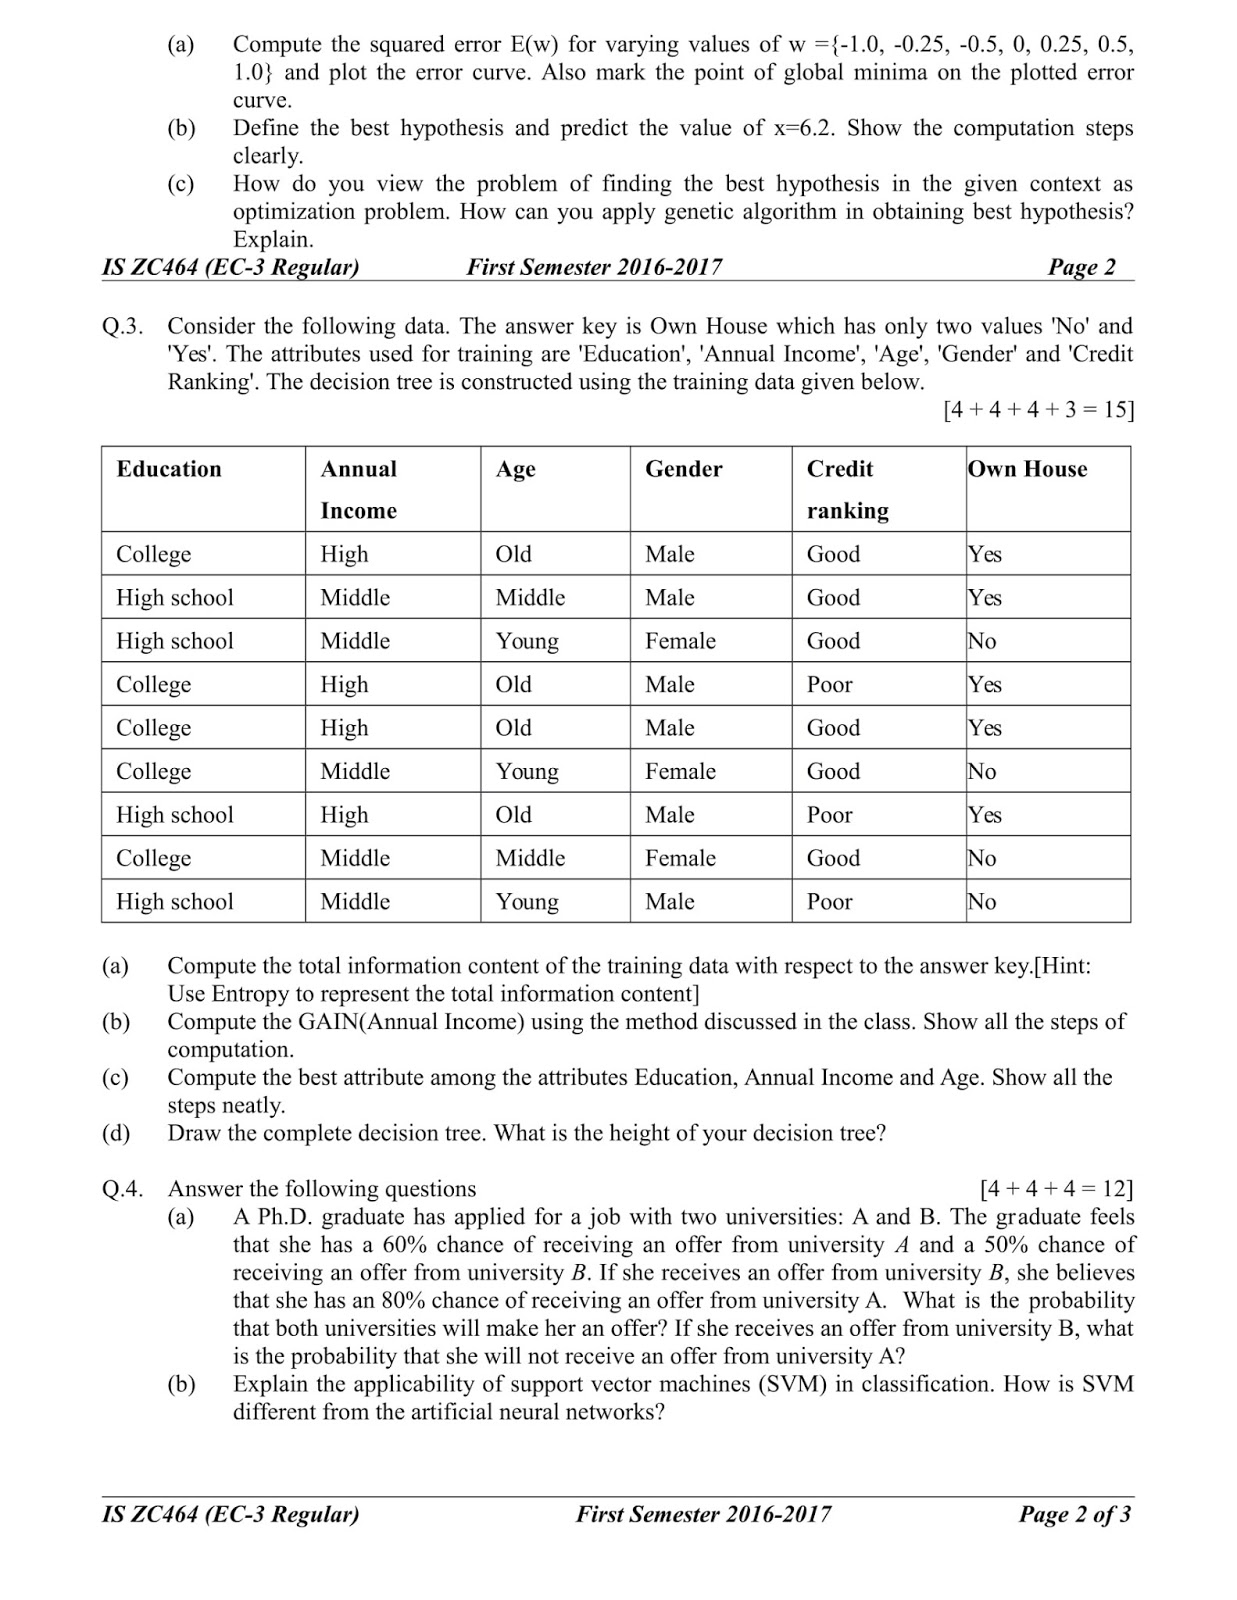 (a) Compute the squared error E(w) for varying values of w ={-1.0, -0.25, -0.5, 0, 0.25, 0.5,
1.0} and plot the error curve. Also mark the point of global minima on the plotted error
curve.
(b) Define the best hypothesis and predict the value of x=6.2. Show the computation steps
clearly.
(c) How do you view the problem of finding the best hypothesis in the given context as
optimization problem. How can you apply genetic algorithm in obtaining best hypothesis?
Explain.
IS ZC464 (EC-3 Regular) First Semester 2016-2017 Page 2
Q.3. Consider the following data. The answer key is Own House which has only two values 'No' and
'Yes'. The attributes used for training are 'Education', 'Annual Income', 'Age', 'Gender' and 'Credit
Ranking'. The decision tree is constructed using the training data given below.
[4 + 4 + 4 + 3 = 15]
Education Annual Income Age Gender Credit ranking Own House
College High Old Male Good Yes
High school Middle Middle Male Good Yes
High school Middle Young Female Good No
College High Old Male Poor Yes
College High Old Male Good Yes
College Middle Young Female Good No
High school High Old Male Poor Yes
College Middle Middle Female Good No
High school Middle Young Male Poor No
(a) Compute the total information content of the training data with respect to the answer key.[Hint:
Use Entropy to represent the total information content]
(b) Compute the GAIN(Annual Income) using the method discussed in the class. Show all the steps of
computation.
(c) Compute the best attribute among the attributes Education, Annual Income and Age. Show all the
steps neatly.
(d) Draw the complete decision tree. What is the height of your decision tree?
Q.4. Answer the following questions [4 + 4 + 4 = 12]
(a) A Ph.D. graduate has applied for a job with two universities: A and B. The graduate feels
that she has a 60% chance of receiving an offer from university A and a 50% chance of
receiving an offer from university B. If she receives an offer from university B, she believes
that she has an 80% chance of receiving an offer from university A. What is the probability
that both universities will make her an offer? If she receives an offer from university B, what
is the probability that she will not receive an offer from university A?
(b) Explain the applicability of support vector machines (SVM) in classification. How is SVM
different from the artificial neural networks?
IS ZC464 (EC-3 Regular) First Semester 2016-2017 Page 2 of 3